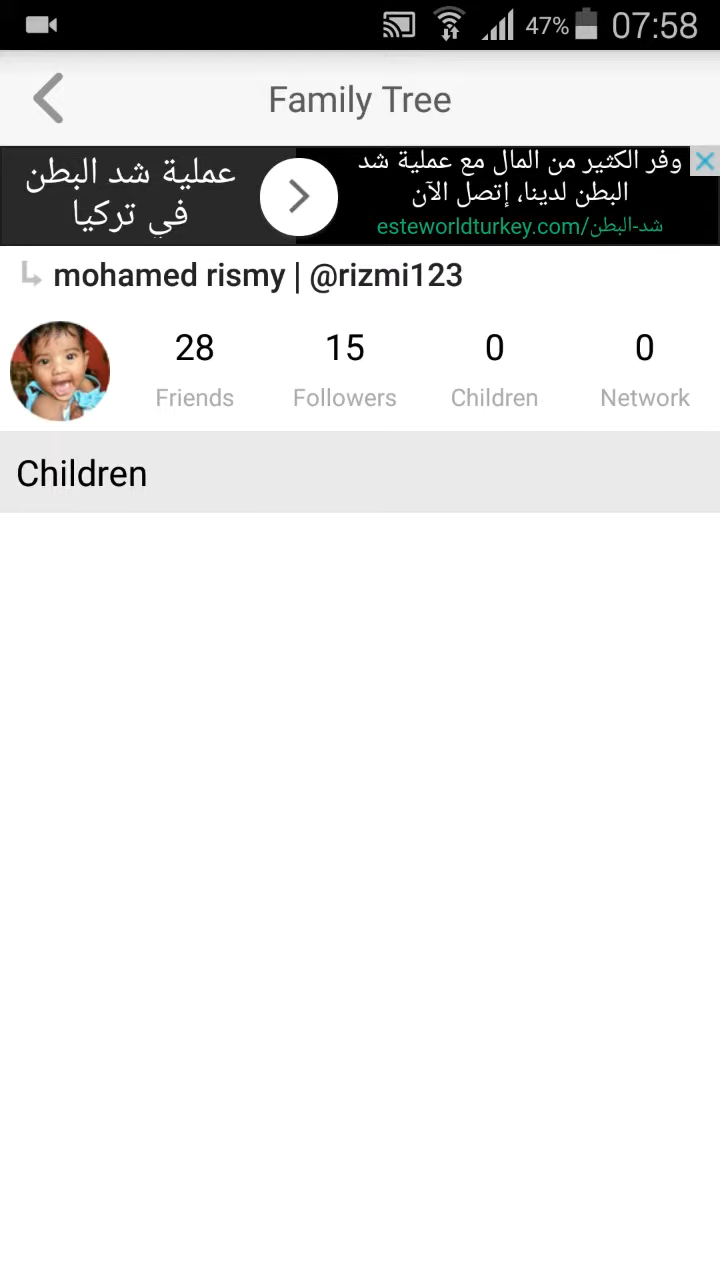 47% 07:58
Family Tree
عملية شد البطن
في تركيا
وفر الكثير من المال مع عملية شد
البطن لدينا، إتصل الآن
esteworldturkey.com/شد-البطن
mohamed rismy | @rizmi123
28 15 0 0
Friends Followers Children Network
Children